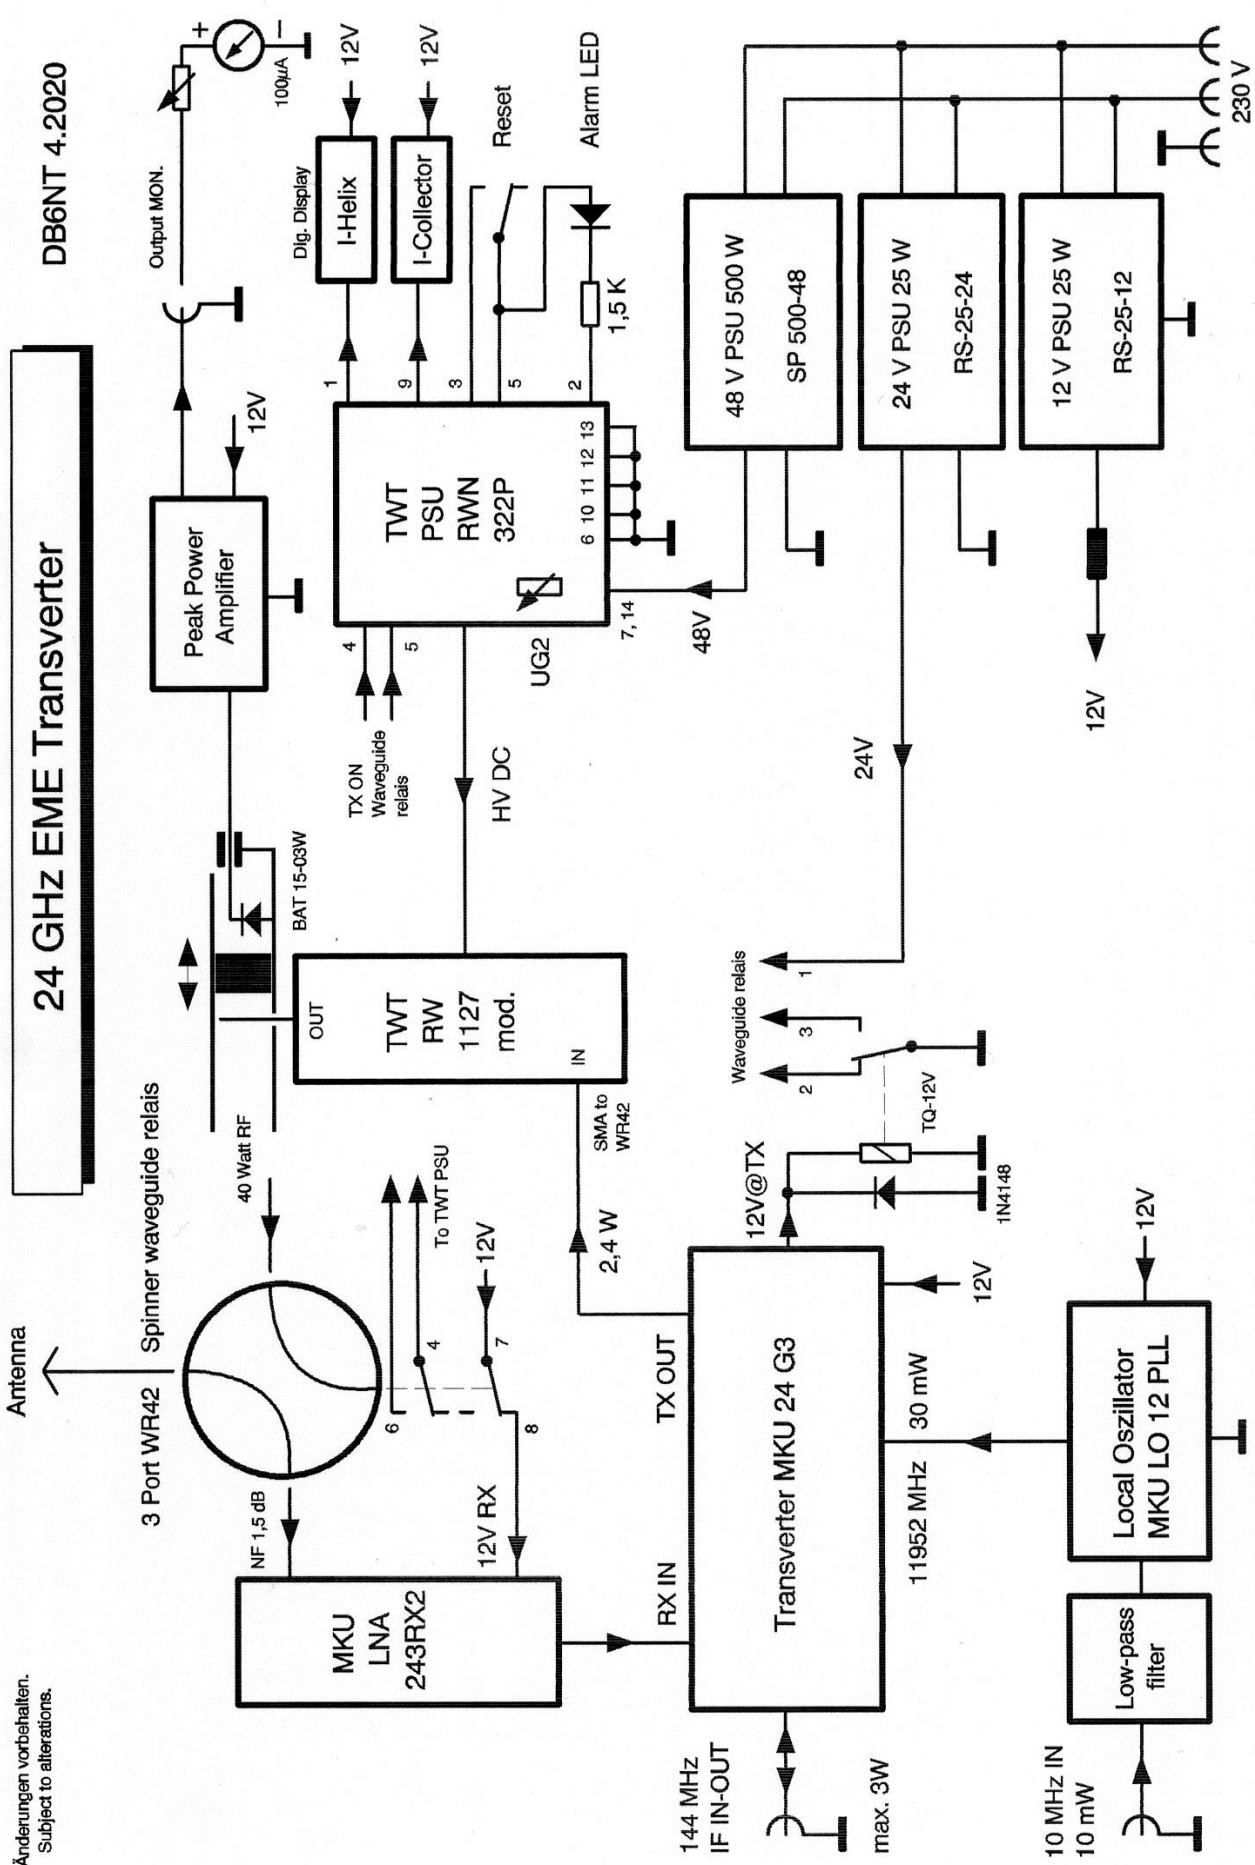 Änderungen vorbehalten.
Subject to alterations.
24 GHz EME Transverter
DB6NT 4.2020
Antenna
3 Port WR42
Spinner waveguide relais
40 Watt RF
NF 1,5 dB
MKU
LNA
243RX2
12V RX
6
4
8
7
To TWT PSU
12V
OUT
TWT
RW
1127
mod.
IN
SMA to
WR42
2,4 W
BAT 15-03W
Peak Power
Amplifier
12V
Output MON.
+
−
100µA
Dig. Display
I-Helix
12V
I-Collector
12V
Reset
Alarm LED
1,5 K
1
9
3
5
2
TWT
PSU
RWN
322P
6 10 11 12 13
4
5
TX ON
Waveguide
relais
UG2
7, 14
48V
HV DC
RX IN
TX OUT
Transverter MKU 24 G3
144 MHz
IF IN-OUT
max. 3W
12V@TX
12V
11952 MHz
30 mW
1N4148
TQ-12V
Waveguide relais
2
3
1
24V
48 V PSU 500 W
SP 500-48
24 V PSU 25 W
RS-25-24
12 V PSU 25 W
RS-25-12
12V
230 V
10 MHz IN
10 mW
Low-pass
filter
Local Oszillator
MKU LO 12 PLL
12V